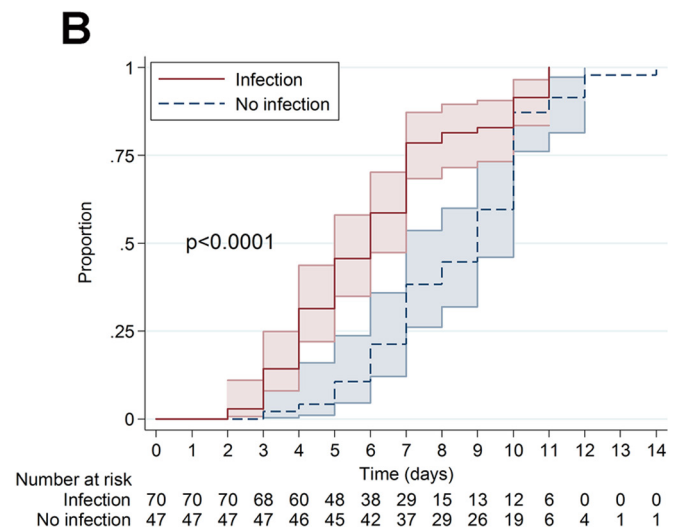 B
Infection
No infection
Proportion
1
.75
.5
.25
0
p<0.0001
0 1 2 3 4 5 6 7 8 9 10 11 12 13 14
Time (days)
Number at risk
Infection 70 70 70 68 60 48 38 29 15 13 12 6 0 0 0
No infection 47 47 47 47 46 45 42 37 29 26 19 6 4 1 1